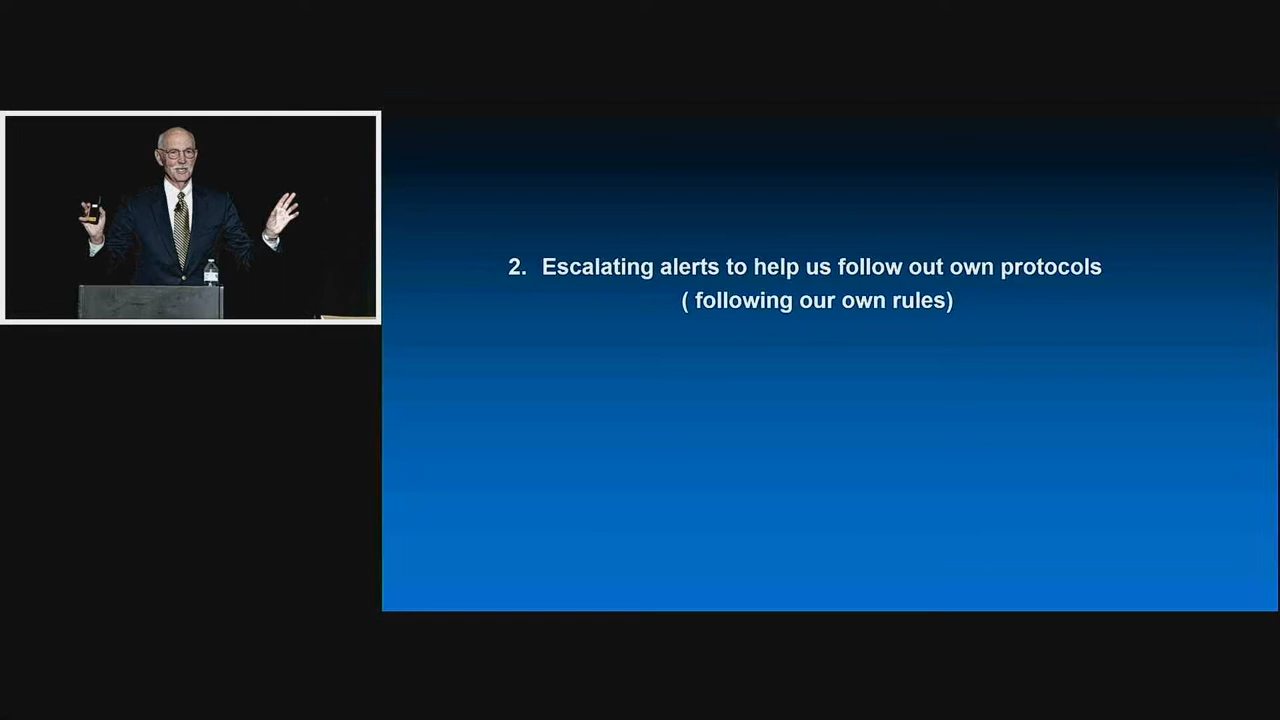 2. Escalating alerts to help us follow out own protocols
( following our own rules)